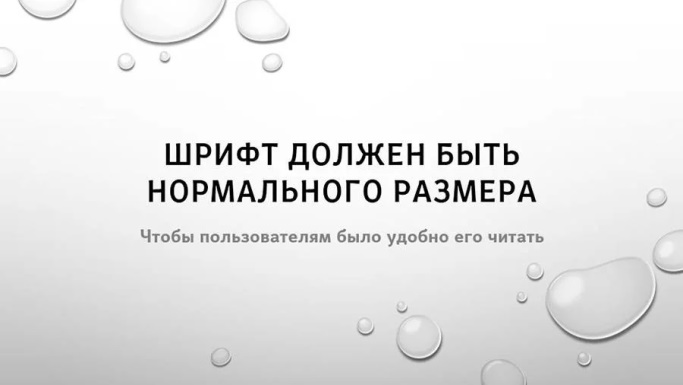 ШРИФТ ДОЛЖЕН БЫТЬ
НОРМАЛЬНОГО РАЗМЕРА
Чтобы пользователям было удобно его читать